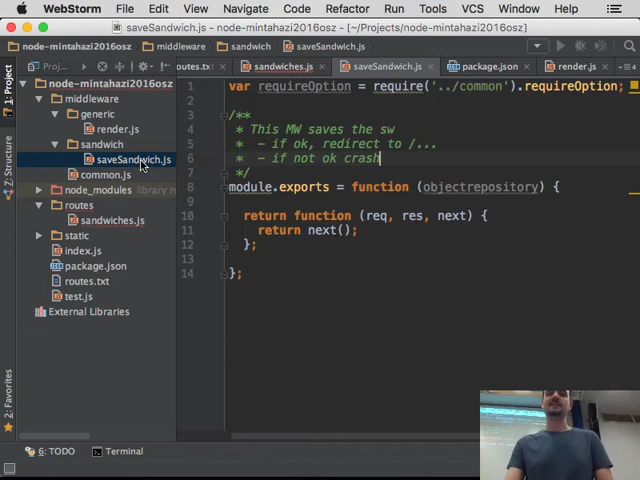 WebStorm File Edit View Navigate Code Refactor Run Tools VCS Window Help
saveSandwich.js - node-mintahazi2016osz - [~/Projects/node-mintahazi2016osz]
node-mintahazi2016osz middleware sandwich saveSandwich.js
1: Project
Z: Structure
2: Favorites
Proj...
outes.tx sandwiches.js saveSandwich.js package.json render.js
node-mintahazi2016osz
middleware
generic
render.js
sandwich
saveSandwich.js
common.js
node_modules library r
routes
sandwiches.js
static
index.js
package.json
routes.txt
test.js
External Libraries
1 var requireOption = require('../common').requireOption;
2
3 /**
4 * This MW saves the sw
5 * - if ok, redirect to /...
6 * - if not ok crash
7 */
8 module.exports = function (objectrepository) {
9
10 return function (req, res, next) {
11 return next();
12 };
13
14 };
6: TODO Terminal